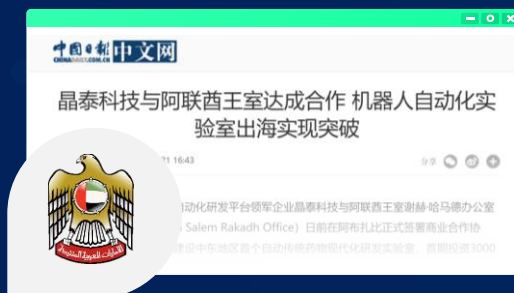 中国日报 中文网
CHINADAILY.COM.CN
晶泰科技与阿联酋王室达成合作 机器人自动化实
验室出海实现突破
21 16:43
分享
自动化研发平台领军企业晶泰科技与阿联酋王室谢赫·哈马德办公室
Salem Rakadh Office）日前在阿布扎比正式签署商业合作协
建设中东地区首个自动传统药物现代化研发实验室，首期投资3000
الإمارات العربية المتحدة